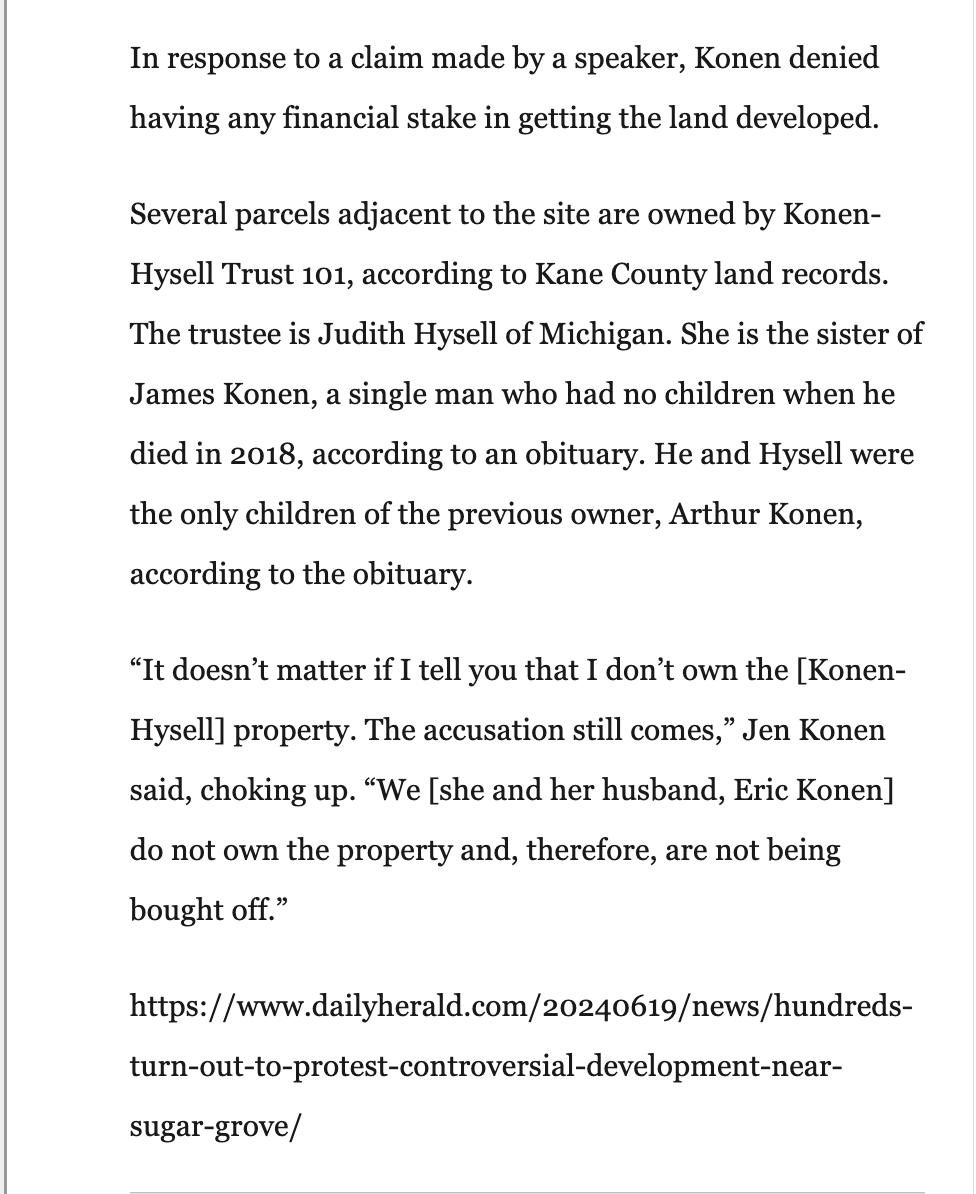 In response to a claim made by a speaker, Konen denied
having any financial stake in getting the land developed.
Several parcels adjacent to the site are owned by Konen-
Hysell Trust 101, according to Kane County land records.
The trustee is Judith Hysell of Michigan. She is the sister of
James Konen, a single man who had no children when he
died in 2018, according to an obituary. He and Hysell were
the only children of the previous owner, Arthur Konen,
according to the obituary.
“It doesn’t matter if I tell you that I don’t own the [Konen-
Hysell] property. The accusation still comes,” Jen Konen
said, choking up. “We [she and her husband, Eric Konen]
do not own the property and, therefore, are not being
bought off.”
https://www.dailyherald.com/20240619/news/hundreds-
turn-out-to-protest-controversial-development-near-
sugar-grove/